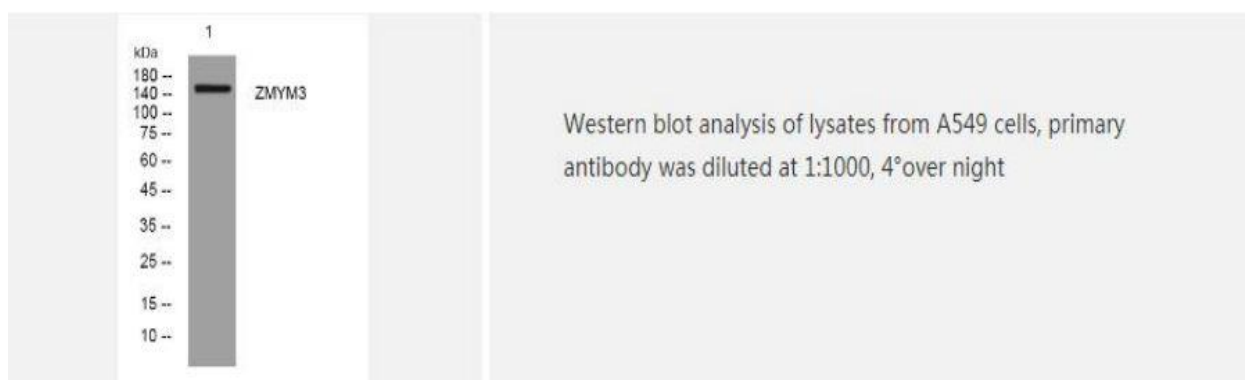 1
kDa
180 --
140 --
ZMYM3
100 --
75 --
60 --
45 --
35 --
25 --
15 --
10 --
Western blot analysis of lysates from A549 cells, primary
antibody was diluted at 1:1000, 4°over night